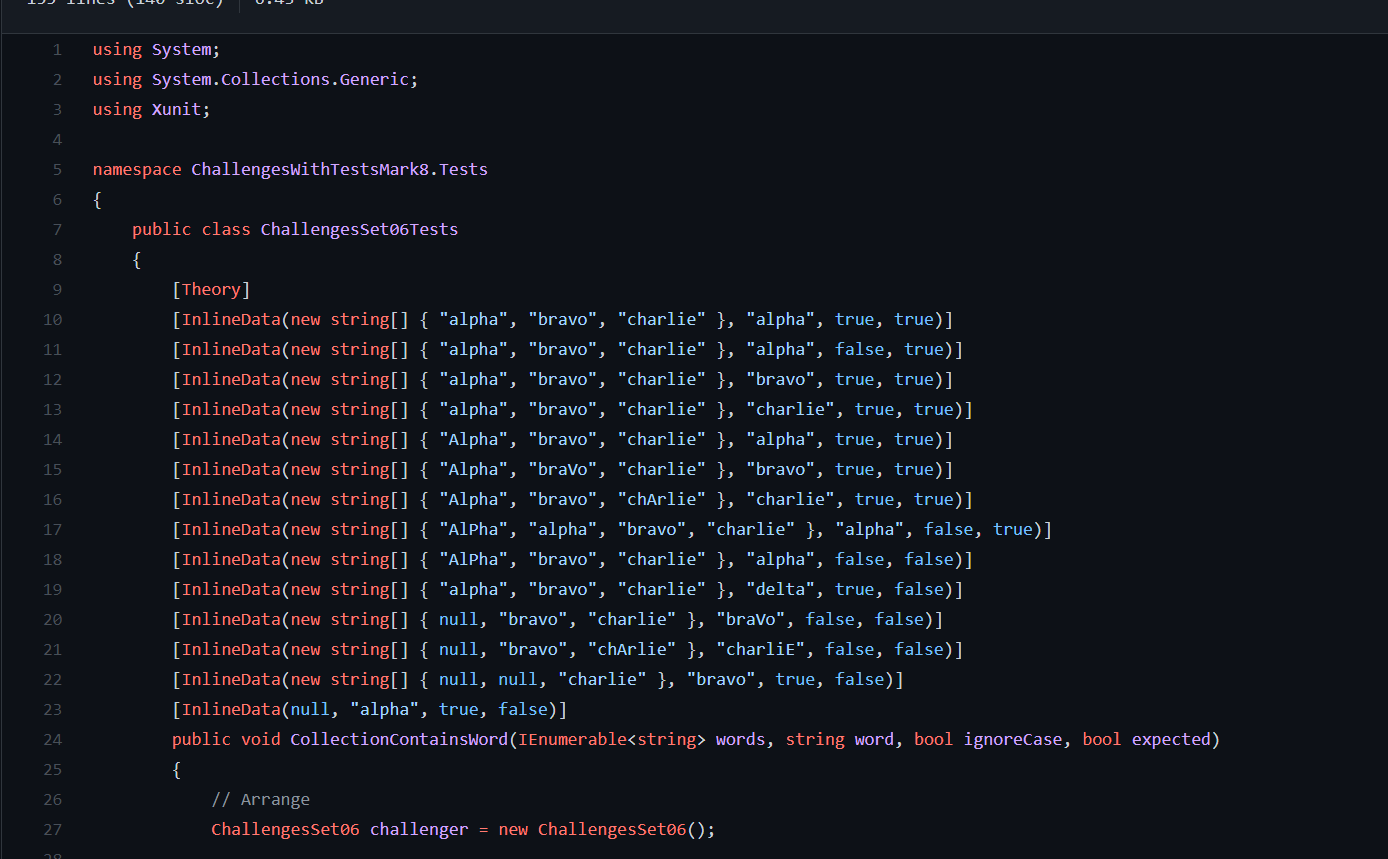 199 lines (140 sloc) 6.45 KB
1 using System;
2 using System.Collections.Generic;
3 using Xunit;
4
5 namespace ChallengesWithTestsMark8.Tests
6 {
7 public class ChallengesSet06Tests
8 {
9 [Theory]
10 [InlineData(new string[] { "alpha", "bravo", "charlie" }, "alpha", true, true)]
11 [InlineData(new string[] { "alpha", "bravo", "charlie" }, "alpha", false, true)]
12 [InlineData(new string[] { "alpha", "bravo", "charlie" }, "bravo", true, true)]
13 [InlineData(new string[] { "alpha", "bravo", "charlie" }, "charlie", true, true)]
14 [InlineData(new string[] { "Alpha", "bravo", "charlie" }, "alpha", true, true)]
15 [InlineData(new string[] { "Alpha", "braVo", "charlie" }, "bravo", true, true)]
16 [InlineData(new string[] { "Alpha", "bravo", "chArlie" }, "charlie", true, true)]
17 [InlineData(new string[] { "AlPha", "alpha", "bravo", "charlie" }, "alpha", false, true)]
18 [InlineData(new string[] { "AlPha", "bravo", "charlie" }, "alpha", false, false)]
19 [InlineData(new string[] { "alpha", "bravo", "charlie" }, "delta", true, false)]
20 [InlineData(new string[] { null, "bravo", "charlie" }, "braVo", false, false)]
21 [InlineData(new string[] { null, "bravo", "chArlie" }, "charliE", false, false)]
22 [InlineData(new string[] { null, null, "charlie" }, "bravo", true, false)]
23 [InlineData(null, "alpha", true, false)]
24 public void CollectionContainsWord(IEnumerable<string> words, string word, bool ignoreCase, bool expected)
25 {
26 // Arrange
27 ChallengesSet06 challenger = new ChallengesSet06();
28